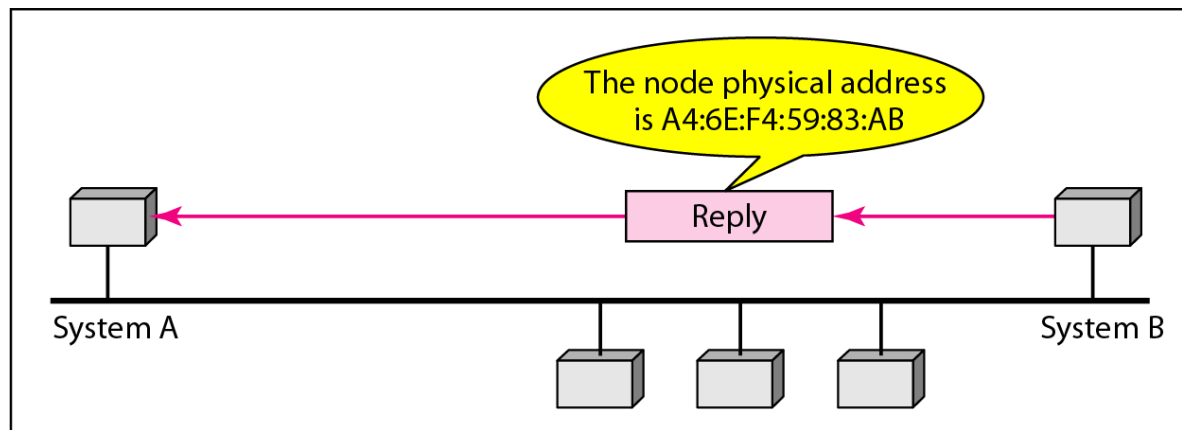 The node physical address
is A4:6E:F4:59:83:AB
Reply
System A
System B